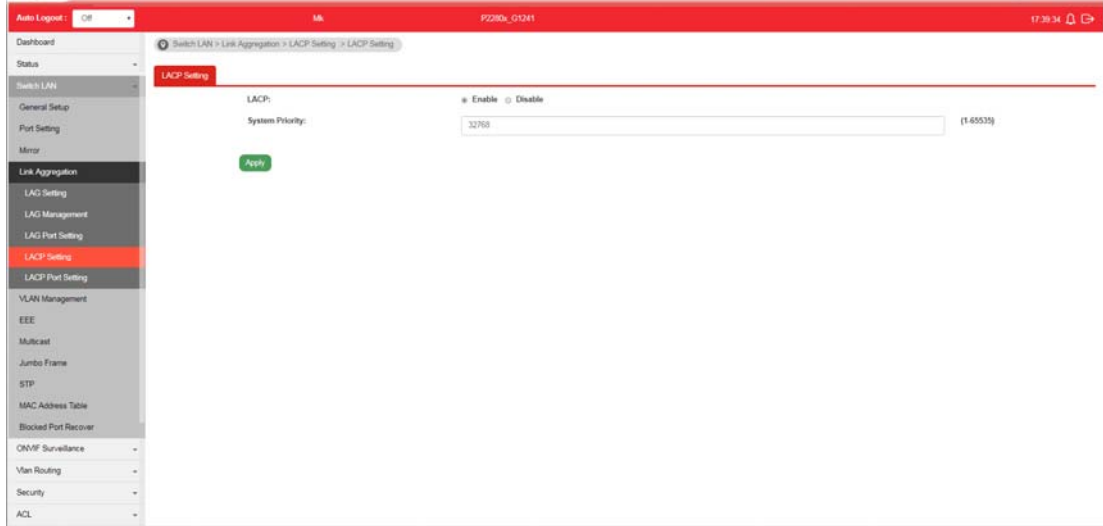 Auto Logout : Off Mk P2280x_G1241 17:39:34
Dashboard
Switch LAN > Link Aggregation > LACP Setting > LACP Setting
Status
Switch LAN
LACP Setting
General Setup
LACP: Enable Disable
Port Setting
System Priority: 32768 (1-65535)
Mirror
Link Aggregation
Apply
LAG Setting
LAG Management
LAG Port Setting
LACP Setting
LACP Port Setting
VLAN Management
EEE
Multicast
Jumbo Frame
STP
MAC Address Table
Blocked Port Recover
ONVIF Surveillance
Vlan Routing
Security
ACL